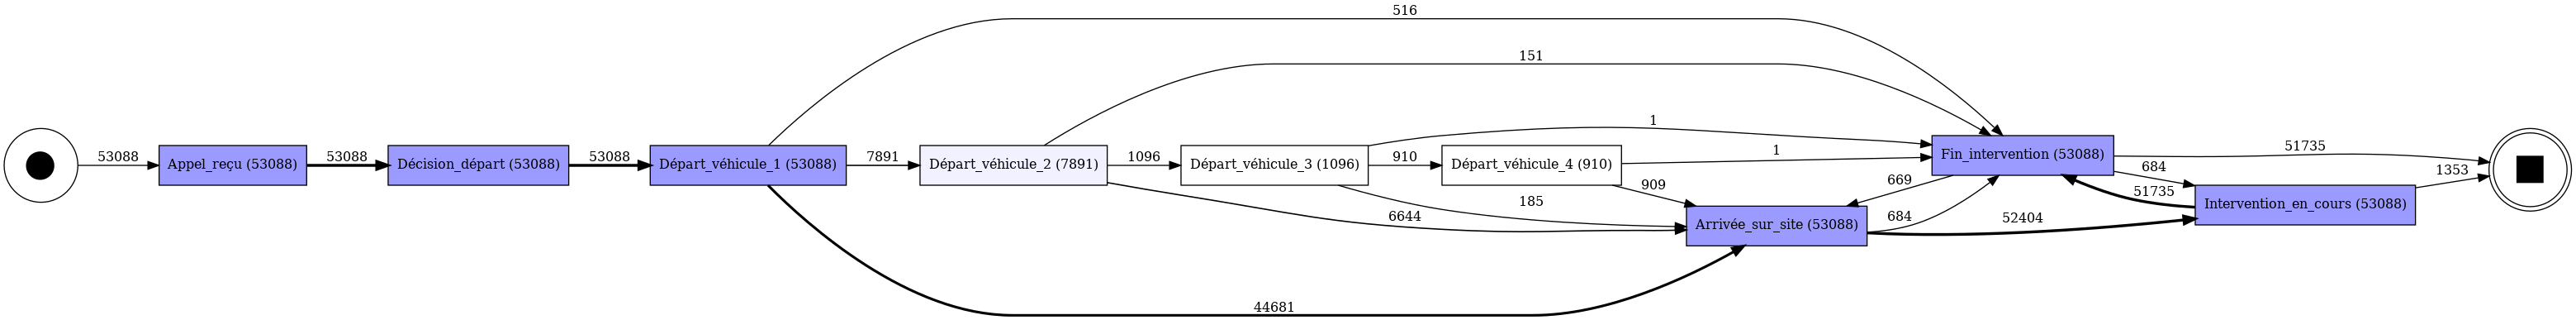 516
151
53088
Appel_reçu (53088)
53088
Décision_départ (53088)
53088
Départ_véhicule_1 (53088)
7891
Départ_véhicule_2 (7891)
1096
Départ_véhicule_3 (1096)
910
Départ_véhicule_4 (910)
1
1
909
185
6644
44681
Fin_intervention (53088)
669
684
Arrivée_sur_site (53088)
52404
51735
684
51735
Intervention_en_cours (53088)
1353